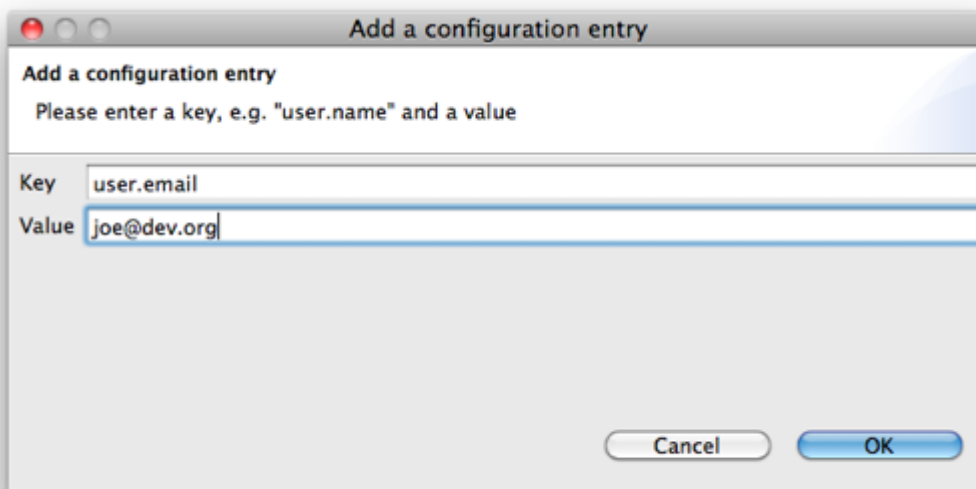 Add a configuration entry
Add a configuration entry
Please enter a key, e.g. "user.name" and a value
Key user.email
Value joe@dev.org
Cancel OK